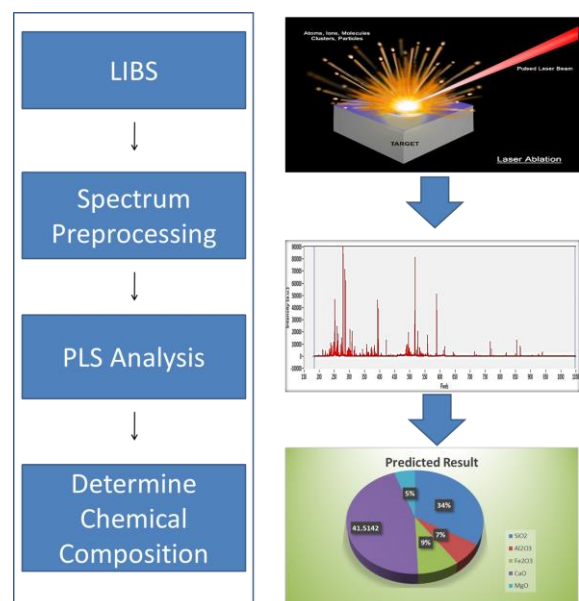 LIBS
Spectrum
Preprocessing
PLS Analysis
Determine
Chemical
Composition
Atoms, Ions, Molecules
Clusters, Particles
Pulsed Laser Beam
TARGET
Laser Ablation
Predicted Result
5%
34%
41.5142
7%
9%
SiO2
Al2O3
Fe2O3
CaO
MgO